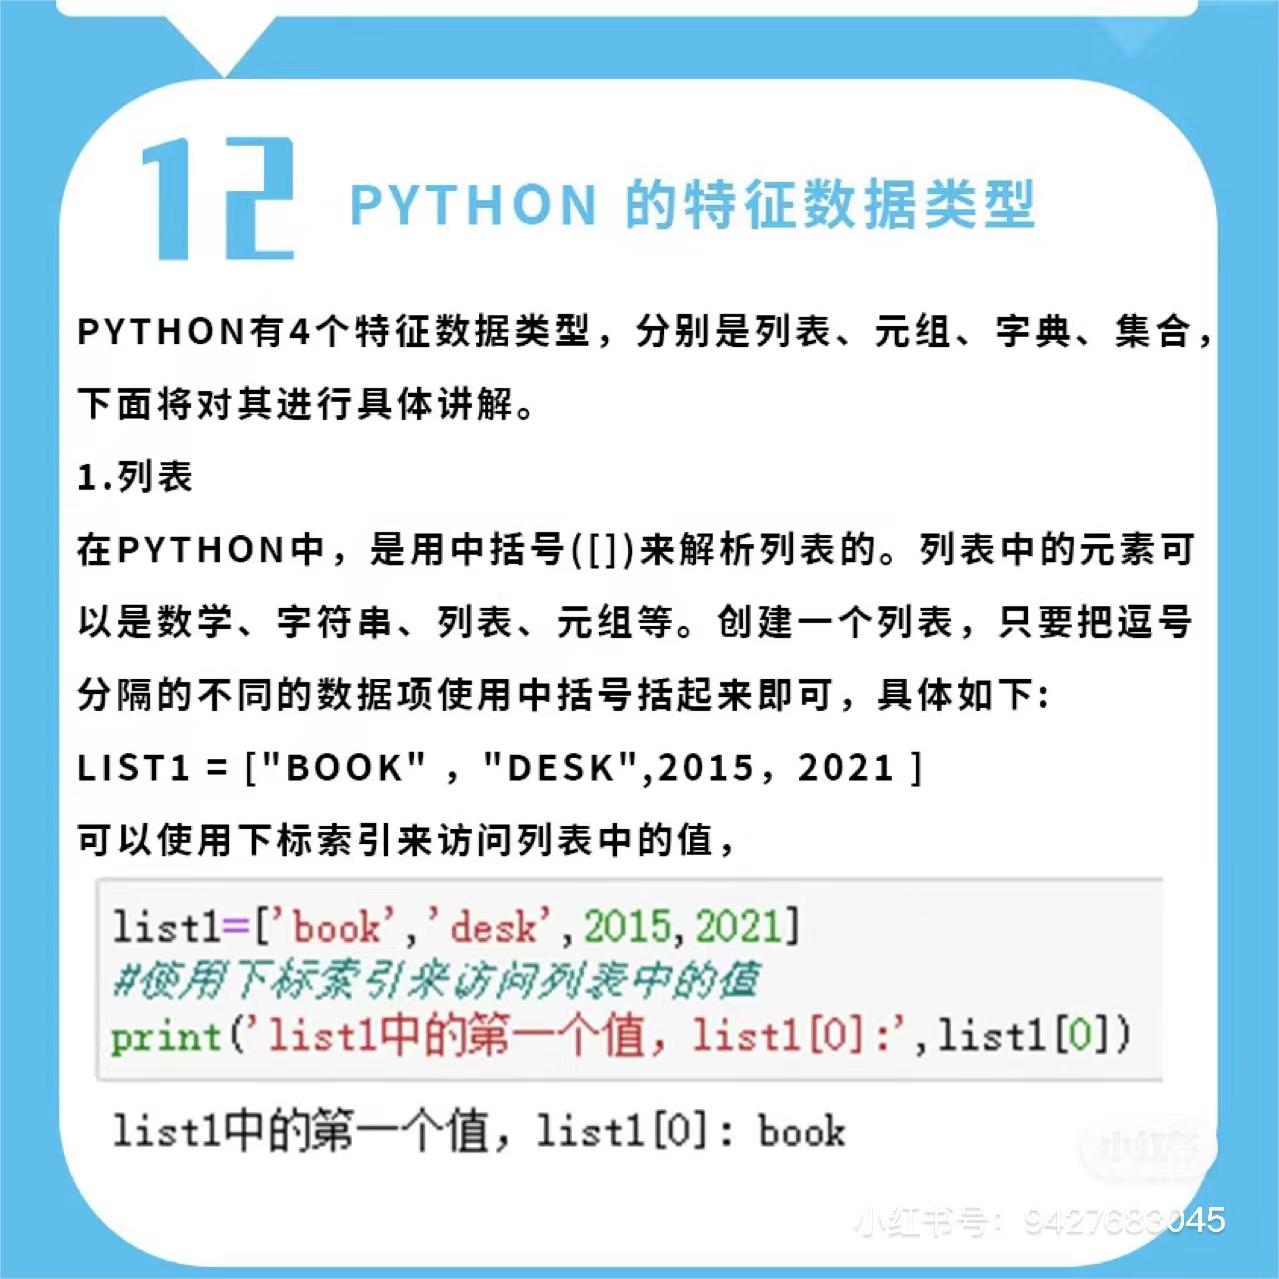 12
PYTHON 的特征数据类型
PYTHON有4个特征数据类型，分别是列表、元组、字典、集合，
下面将对其进行具体讲解。
1.列表
在PYTHON中，是用中括号([])来解析列表的。列表中的元素可
以是数学、字符串、列表、元组等。创建一个列表，只要把逗号
分隔的不同的数据项使用中括号括起来即可，具体如下:
LIST1 = ["BOOK" ，"DESK",2015，2021 ]
可以使用下标索引来访问列表中的值，
list1=['book','desk',2015,2021]
#使用下标索引来访问列表中的值
print('list1中的第一个值，list1[0]:',list1[0])
list1中的第一个值，list1[0]: book
小红书
小红书号：9427683045